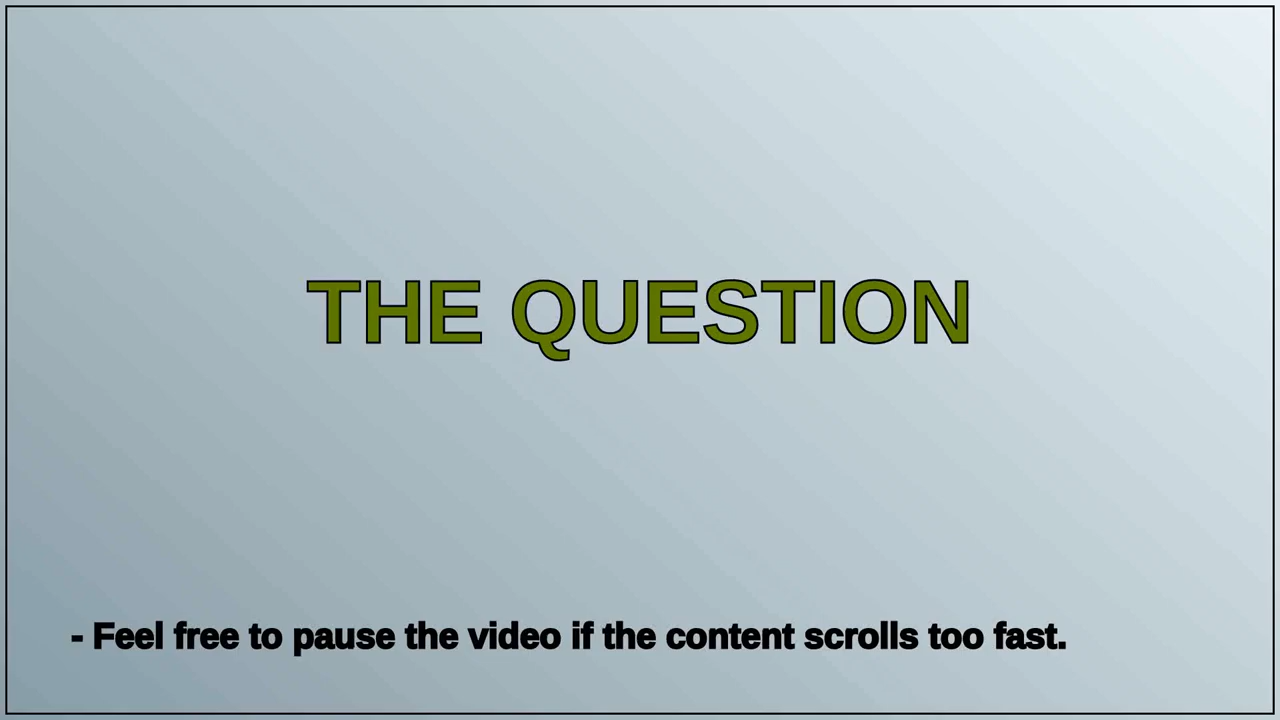 THE QUESTION
- Feel free to pause the video if the content scrolls too fast.